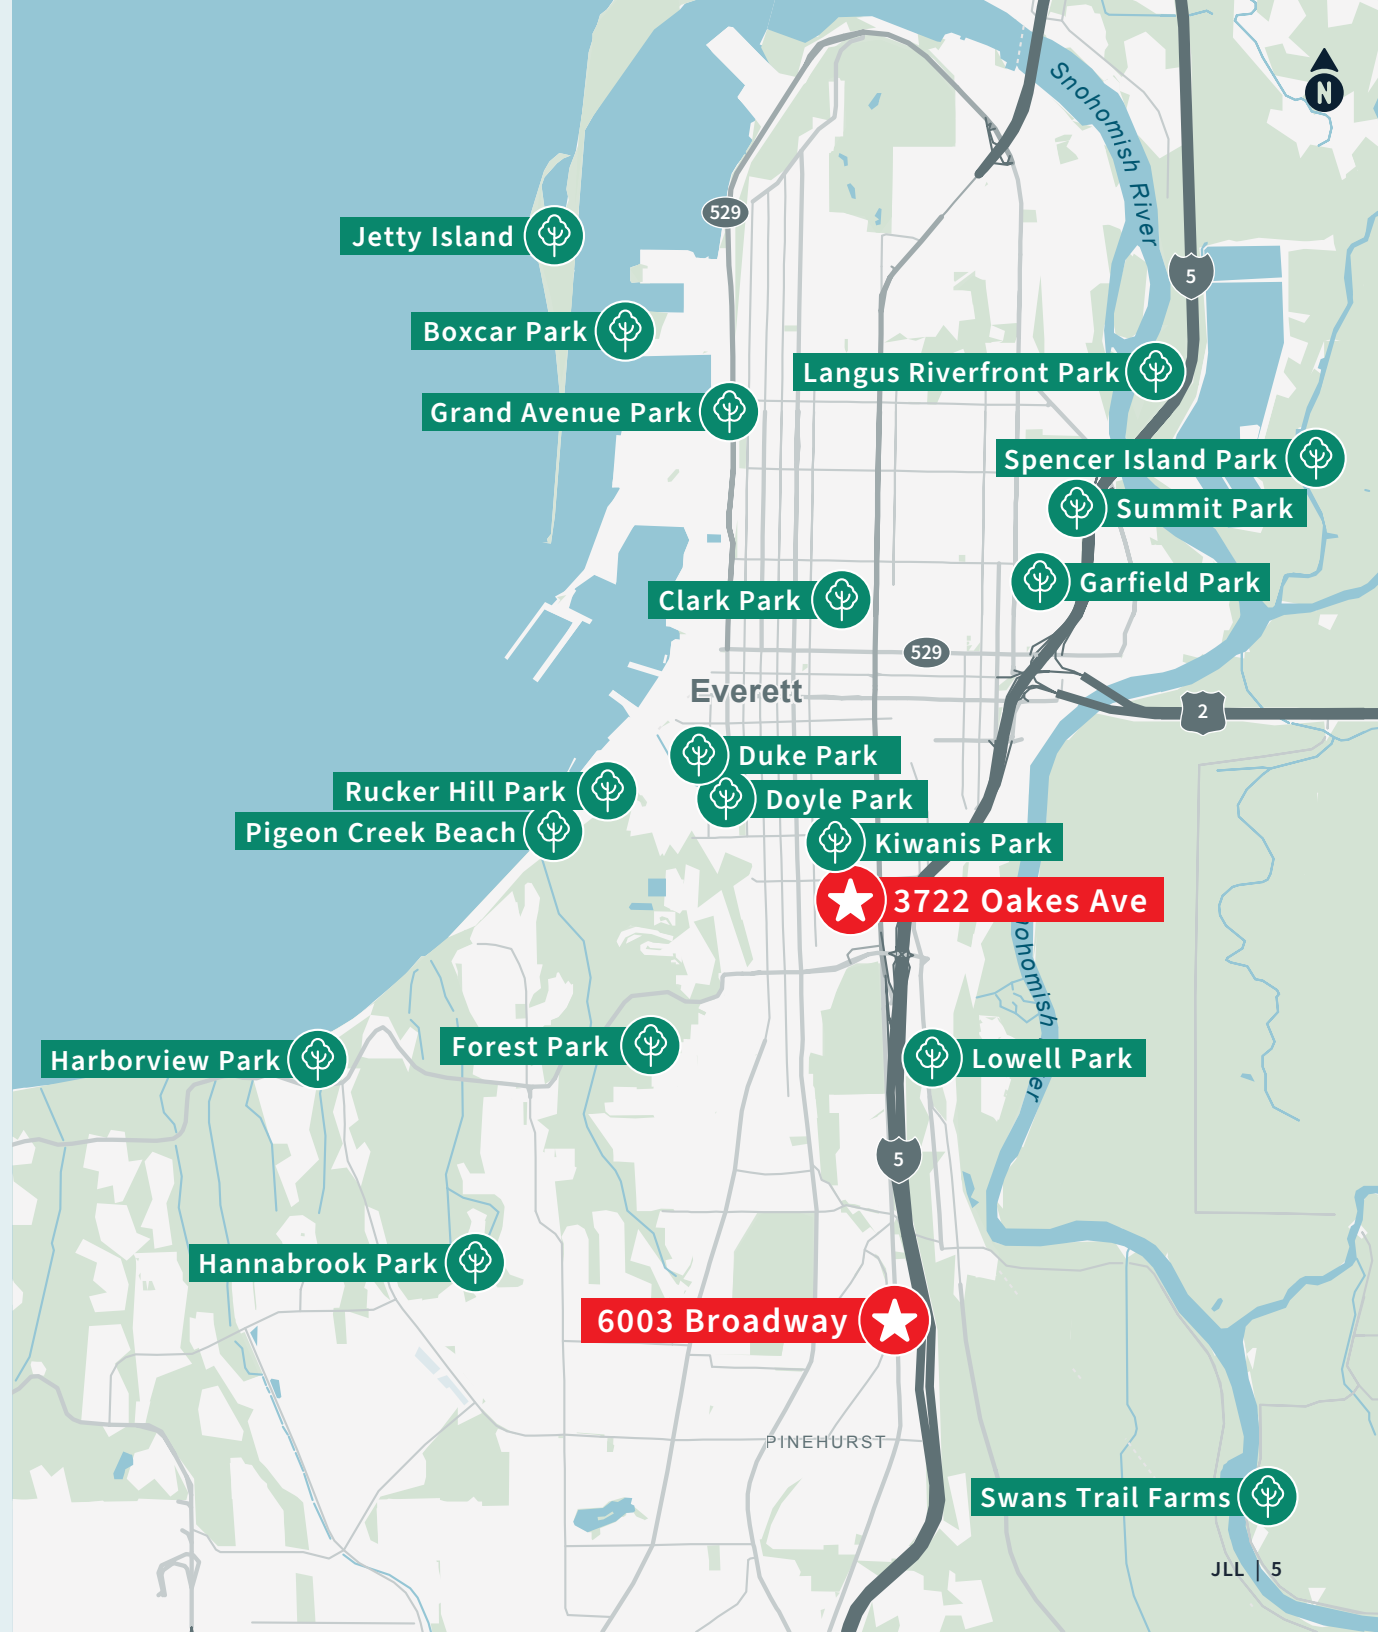 N
Snohomish River
529
Jetty Island
5
Boxcar Park
Langus Riverfront Park
Grand Avenue Park
Spencer Island Park
Summit Park
Garfield Park
Clark Park
529
Everett
2
Duke Park
Rucker Hill Park
Doyle Park
Pigeon Creek Beach
Kiwanis Park
3722 Oakes Ave
ohomish
Forest Park
Harborview Park
Lowell Park
er
5
Hannabrook Park
6003 Broadway
PINEHURST
Swans Trail Farms
JLL | 5